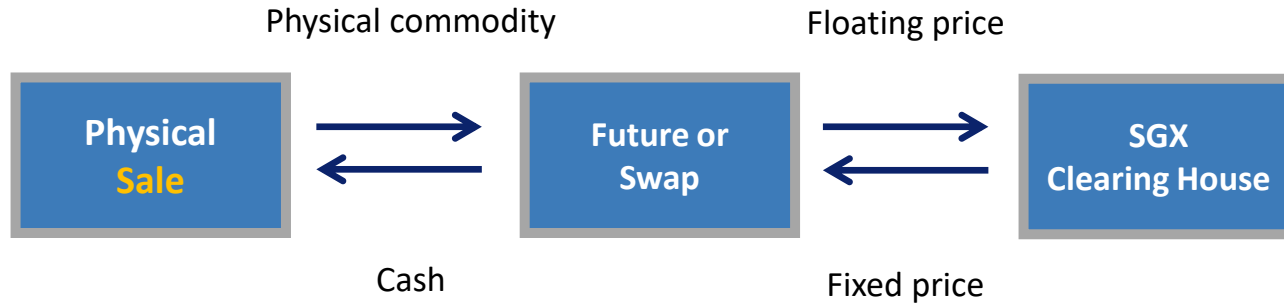 Physical commodity
Floating price
Physical
Sale
Future or
Swap
SGX
Clearing House
Cash
Fixed price